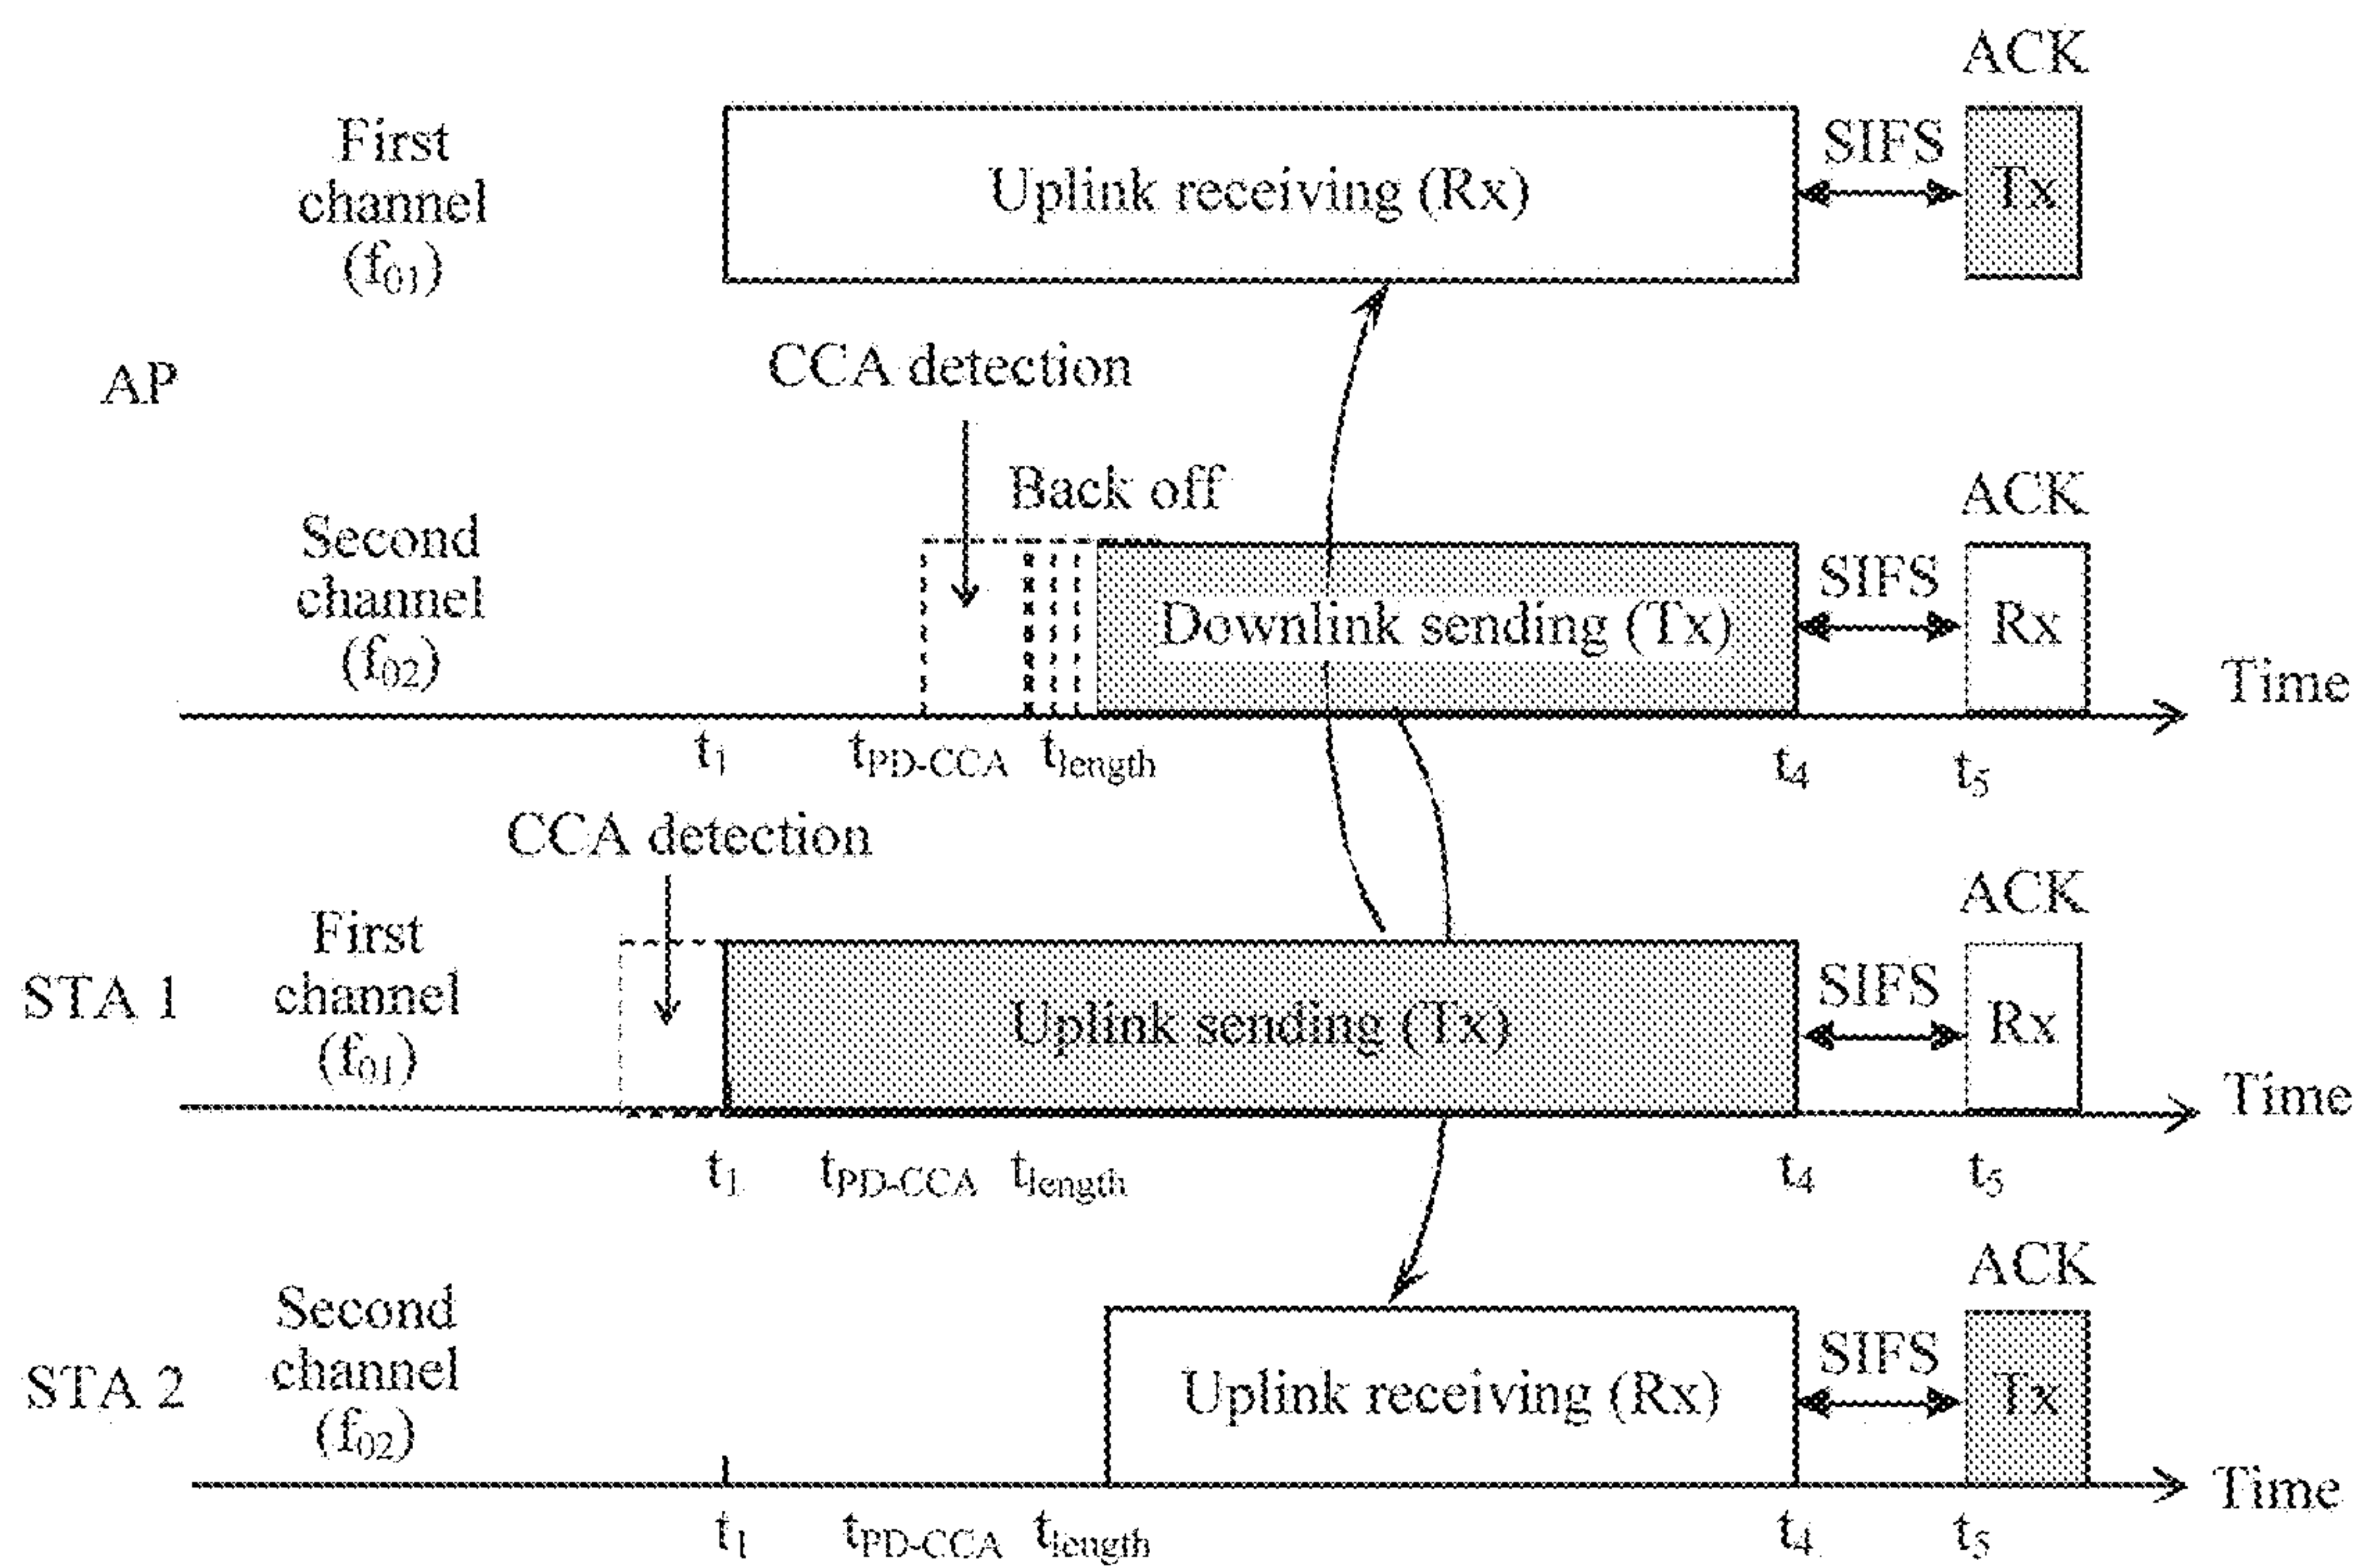 ACK
First
channel
(f01)
Uplink receiving (Rx)
SIFS
Tx
AP
CCA detection
Back off
ACK
Second
channel
(f02)
Downlink sending (Tx)
SIFS
Rx
Time
t1 tPD-CCA tlength t4 t5
CCA detection
ACK
STA 1
First
channel
(f01)
Uplink sending (Tx)
SIFS
Rx
Time
t1 tPD-CCA tlength t4 t5
ACK
STA 2
Second
channel
(f02)
Uplink receiving (Rx)
SIFS
Tx
Time
t1 tPD-CCA tlength t4 t5